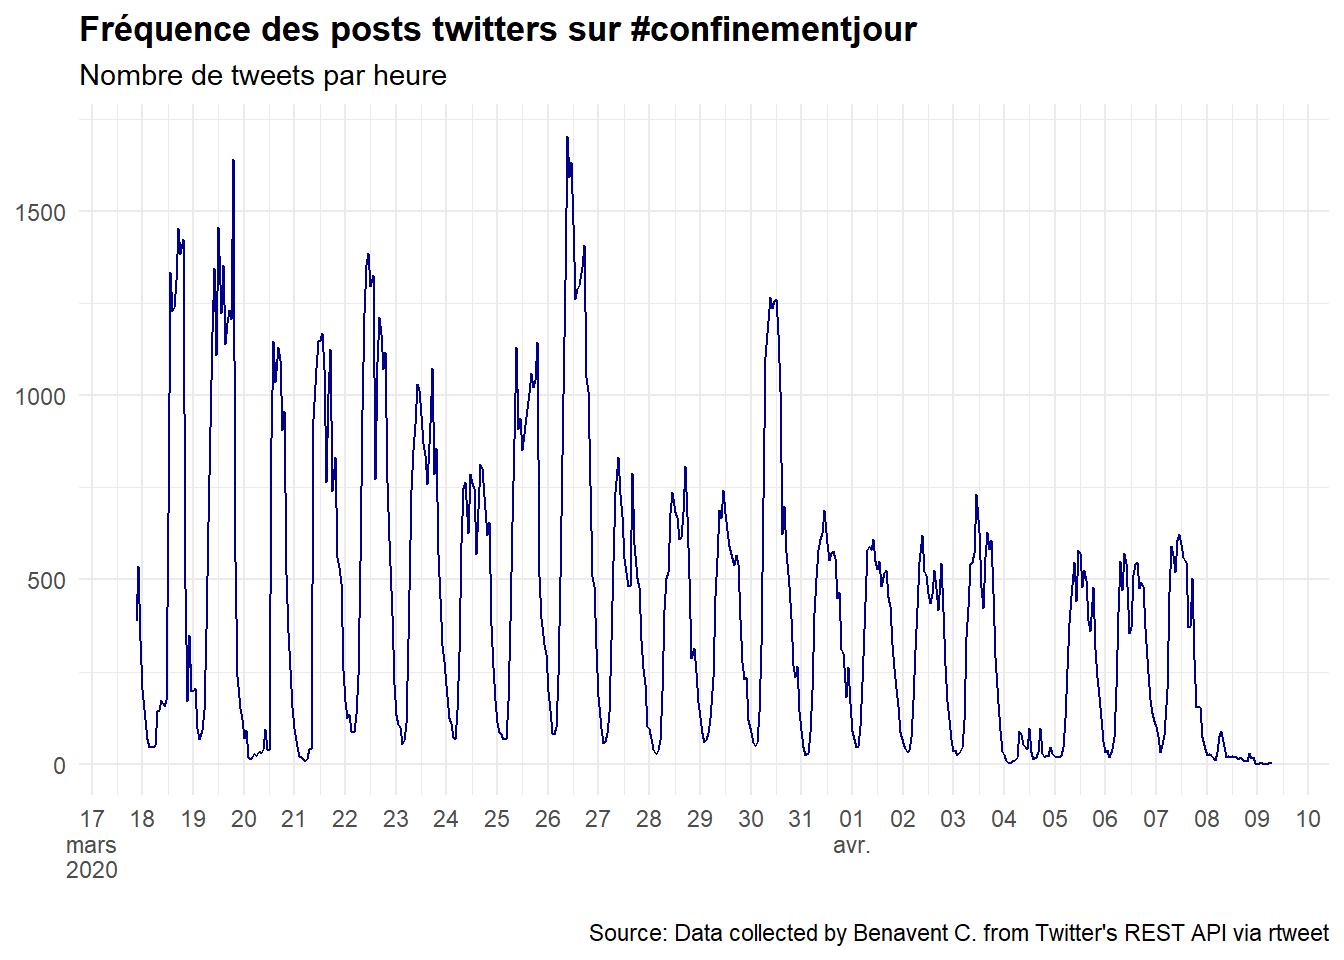 Fréquence des posts twitters sur #confinementjour
Nombre de tweets par heure
1500
1000
500
0
17 18 19 20 21 22 23 24 25 26 27 28 29 30 31 01 02 03 04 05 06 07 08 09 10
mars avr.
2020
Source: Data collected by Benavent C. from Twitter's REST API via rtweet